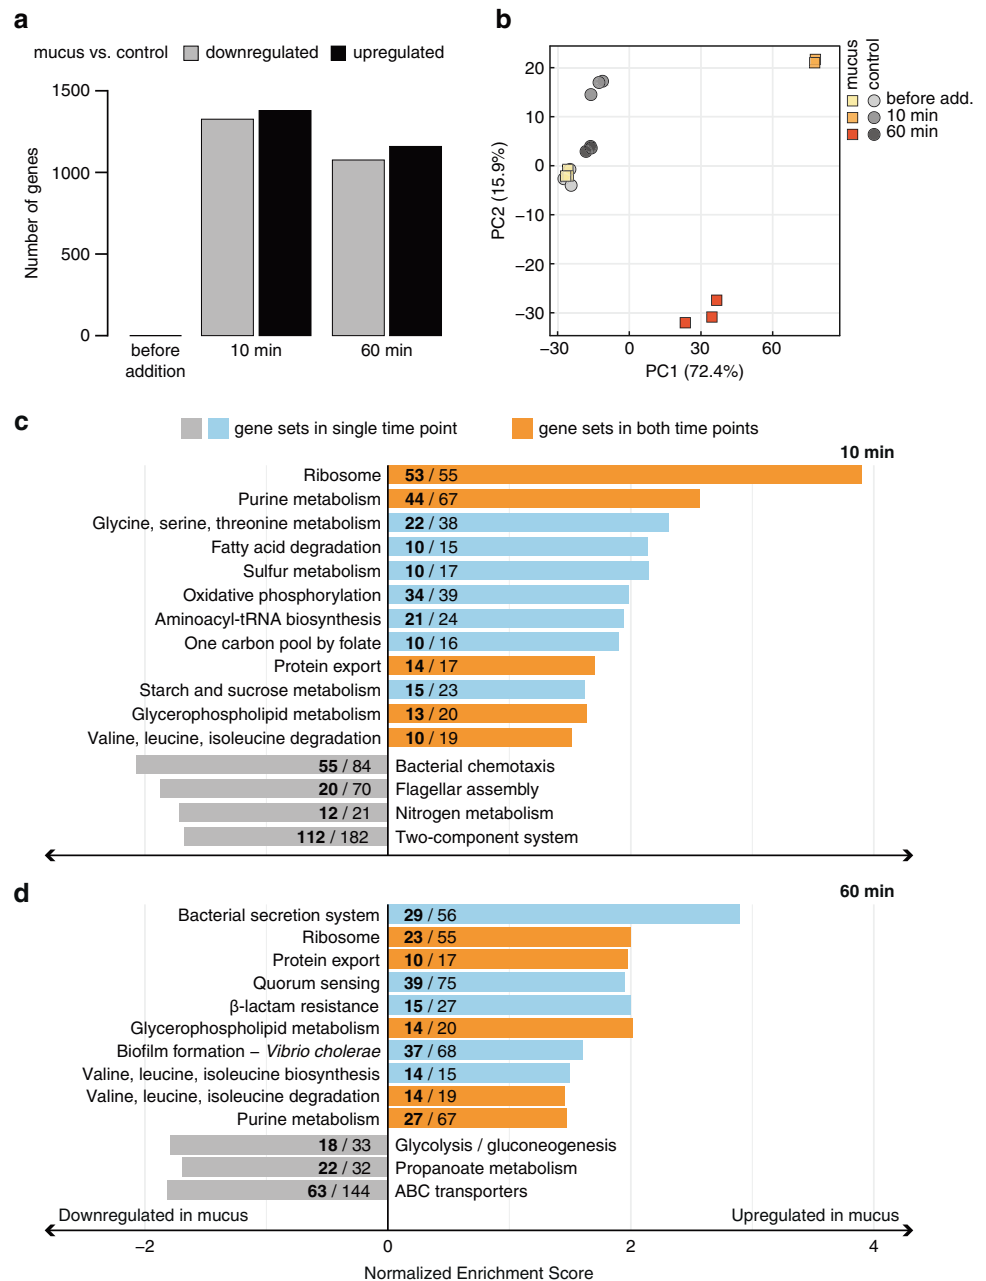 a
mucus vs. control downregulated upregulated
1500
1000
500
0
Number of genes
before addition
10 min
60 min
b
20
10
0
−10
−20
−30
PC2 (15.9%)
−30 0 30 60
PC1 (72.4%)
mucus
control
before add.
10 min
60 min
c
gene sets in single time point gene sets in both time points
10 min
Ribosome 53 / 55
Purine metabolism 44 / 67
Glycine, serine, threonine metabolism 22 / 38
Fatty acid degradation 10 / 15
Sulfur metabolism 10 / 17
Oxidative phosphorylation 34 / 39
Aminoacyl-tRNA biosynthesis 21 / 24
One carbon pool by folate 10 / 16
Protein export 14 / 17
Starch and sucrose metabolism 15 / 23
Glycerophospholipid metabolism 13 / 20
Valine, leucine, isoleucine degradation 10 / 19
55 / 84 Bacterial chemotaxis
20 / 70 Flagellar assembly
12 / 21 Nitrogen metabolism
112 / 182 Two-component system
d
60 min
Bacterial secretion system 29 / 56
Ribosome 23 / 55
Protein export 10 / 17
Quorum sensing 39 / 75
β-lactam resistance 15 / 27
Glycerophospholipid metabolism 14 / 20
Biofilm formation − Vibrio cholerae 37 / 68
Valine, leucine, isoleucine biosynthesis 14 / 15
Valine, leucine, isoleucine degradation 14 / 19
Purine metabolism 27 / 67
18 / 33 Glycolysis / gluconeogenesis
22 / 32 Propanoate metabolism
63 / 144 ABC transporters
Downregulated in mucus Upregulated in mucus
−2 0 2 4
Normalized Enrichment Score